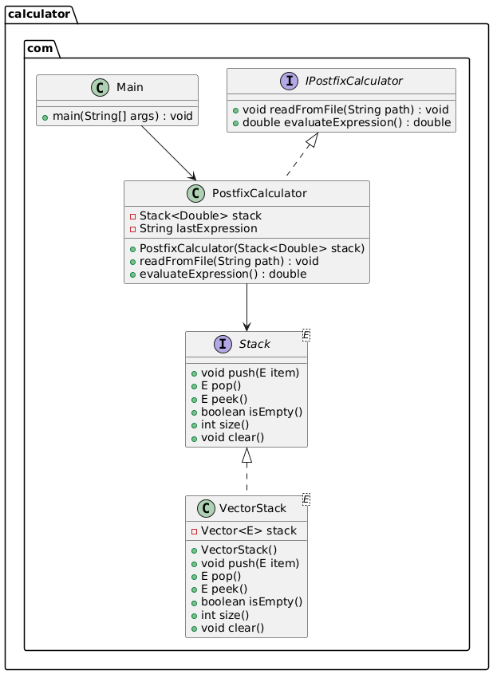 calculator
com
C Main
main(String[] args) : void
I IPostfixCalculator
void readFromFile(String path) : void
double evaluateExpression() : double
C PostfixCalculator
Stack<Double> stack
String lastExpression
PostfixCalculator(Stack<Double> stack)
readFromFile(String path) : void
evaluateExpression() : double
I Stack E
void push(E item)
E pop()
E peek()
boolean isEmpty()
int size()
void clear()
C VectorStack E
Vector<E> stack
VectorStack()
void push(E item)
E pop()
E peek()
boolean isEmpty()
int size()
void clear()